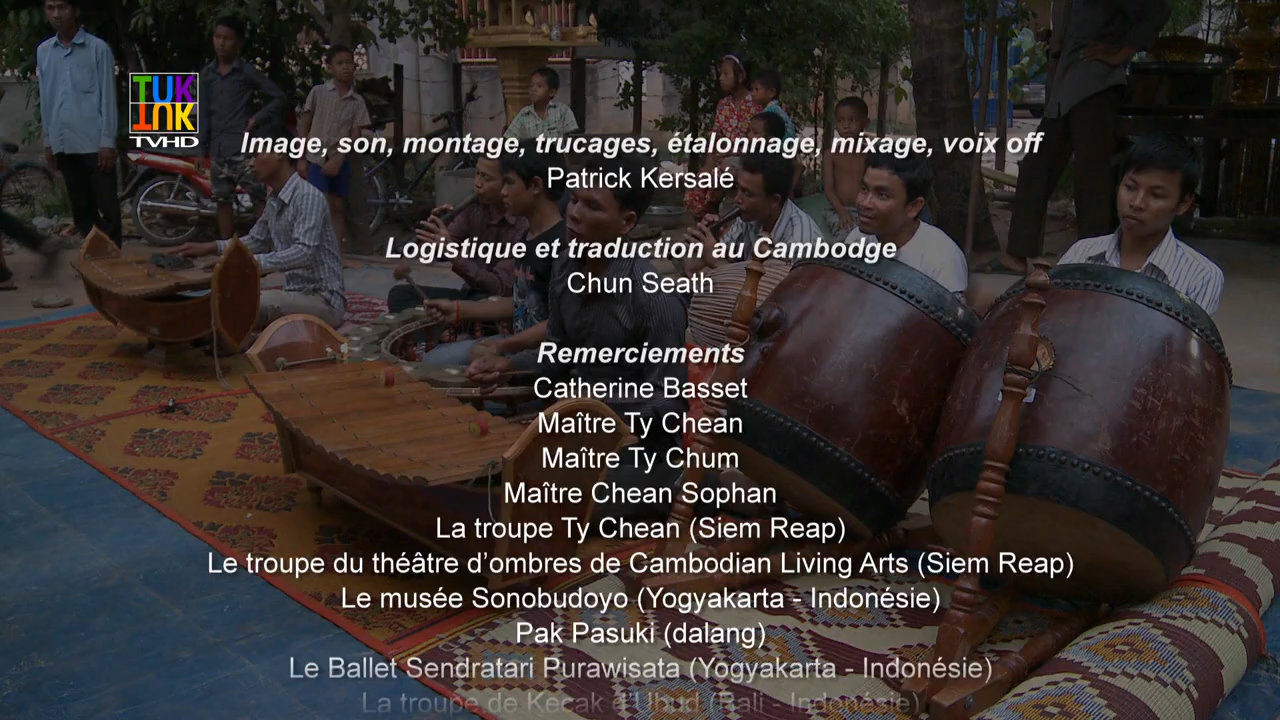 TUK
TUK
TVHD
Image, son, montage, trucages, étalonnage, mixage, voix off
Patrick Kersalé
Logistique et traduction au Cambodge
Chun Seath
Remerciements
Catherine Basset
Maître Ty Chean
Maître Ty Chum
Maître Chean Sophan
La troupe Ty Chean (Siem Reap)
Le troupe du théâtre d’ombres de Cambodian Living Arts (Siem Reap)
Le musée Sonobudoyo (Yogyakarta - Indonésie)
Pak Pasuki (dalang)
Le Ballet Sendratari Purawisata (Yogyakarta - Indonésie)
La troupe de Kecak d’Ubud (Bali - Indonésie)